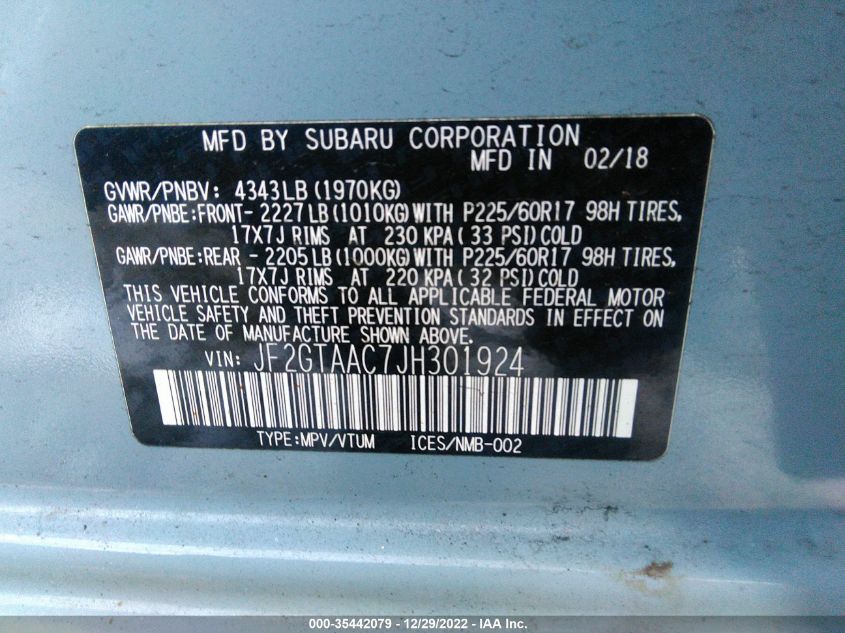 MFD BY SUBARU CORPORATION
MFD IN 02/18
GVWR/PNBV: 4343LB (1970KG)
GAWR/PNBE:FRONT- 2227LB (1010KG) WITH P225/60R17 98H TIRES,
17X7J RIMS AT 230 KPA ( 33 PSI) COLD
GAWR/PNBE:REAR - 2205LB (1000KG) WITH P225/60R17 98H TIRES,
17X7J RIMS AT 220 KPA ( 32 PSI) COLD
THIS VEHICLE CONFORMS TO ALL APPLICABLE FEDERAL MOTOR
VEHICLE SAFETY AND THEFT PREVENTION STANDARDS IN EFFECT ON
THE DATE OF MANUFACTURE SHOWN ABOVE.
VIN: JF2GTAAC7JH301924
TYPE:MPV/VTUM ICES/NMB-002
000-35442079 - 12/29/2022 - IAA Inc.